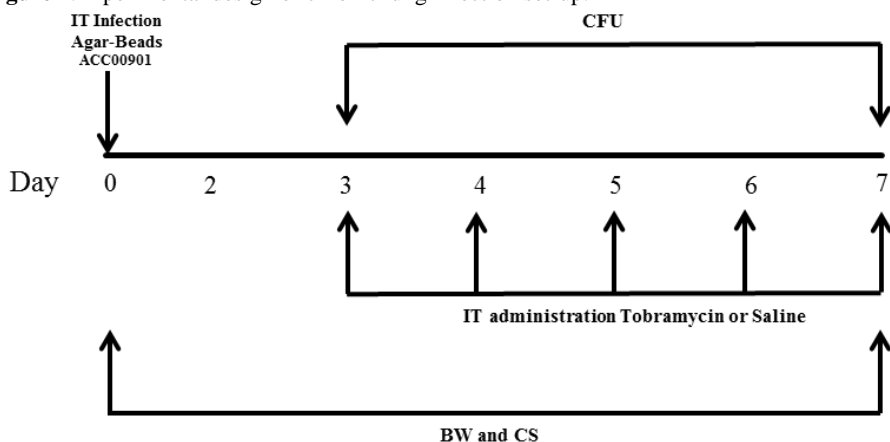 IT Infection
CFU
Agar-Beads
ACC00901
Day 0 2 3 4 5 6 7
IT administration Tobramycin or Saline
BW and CS